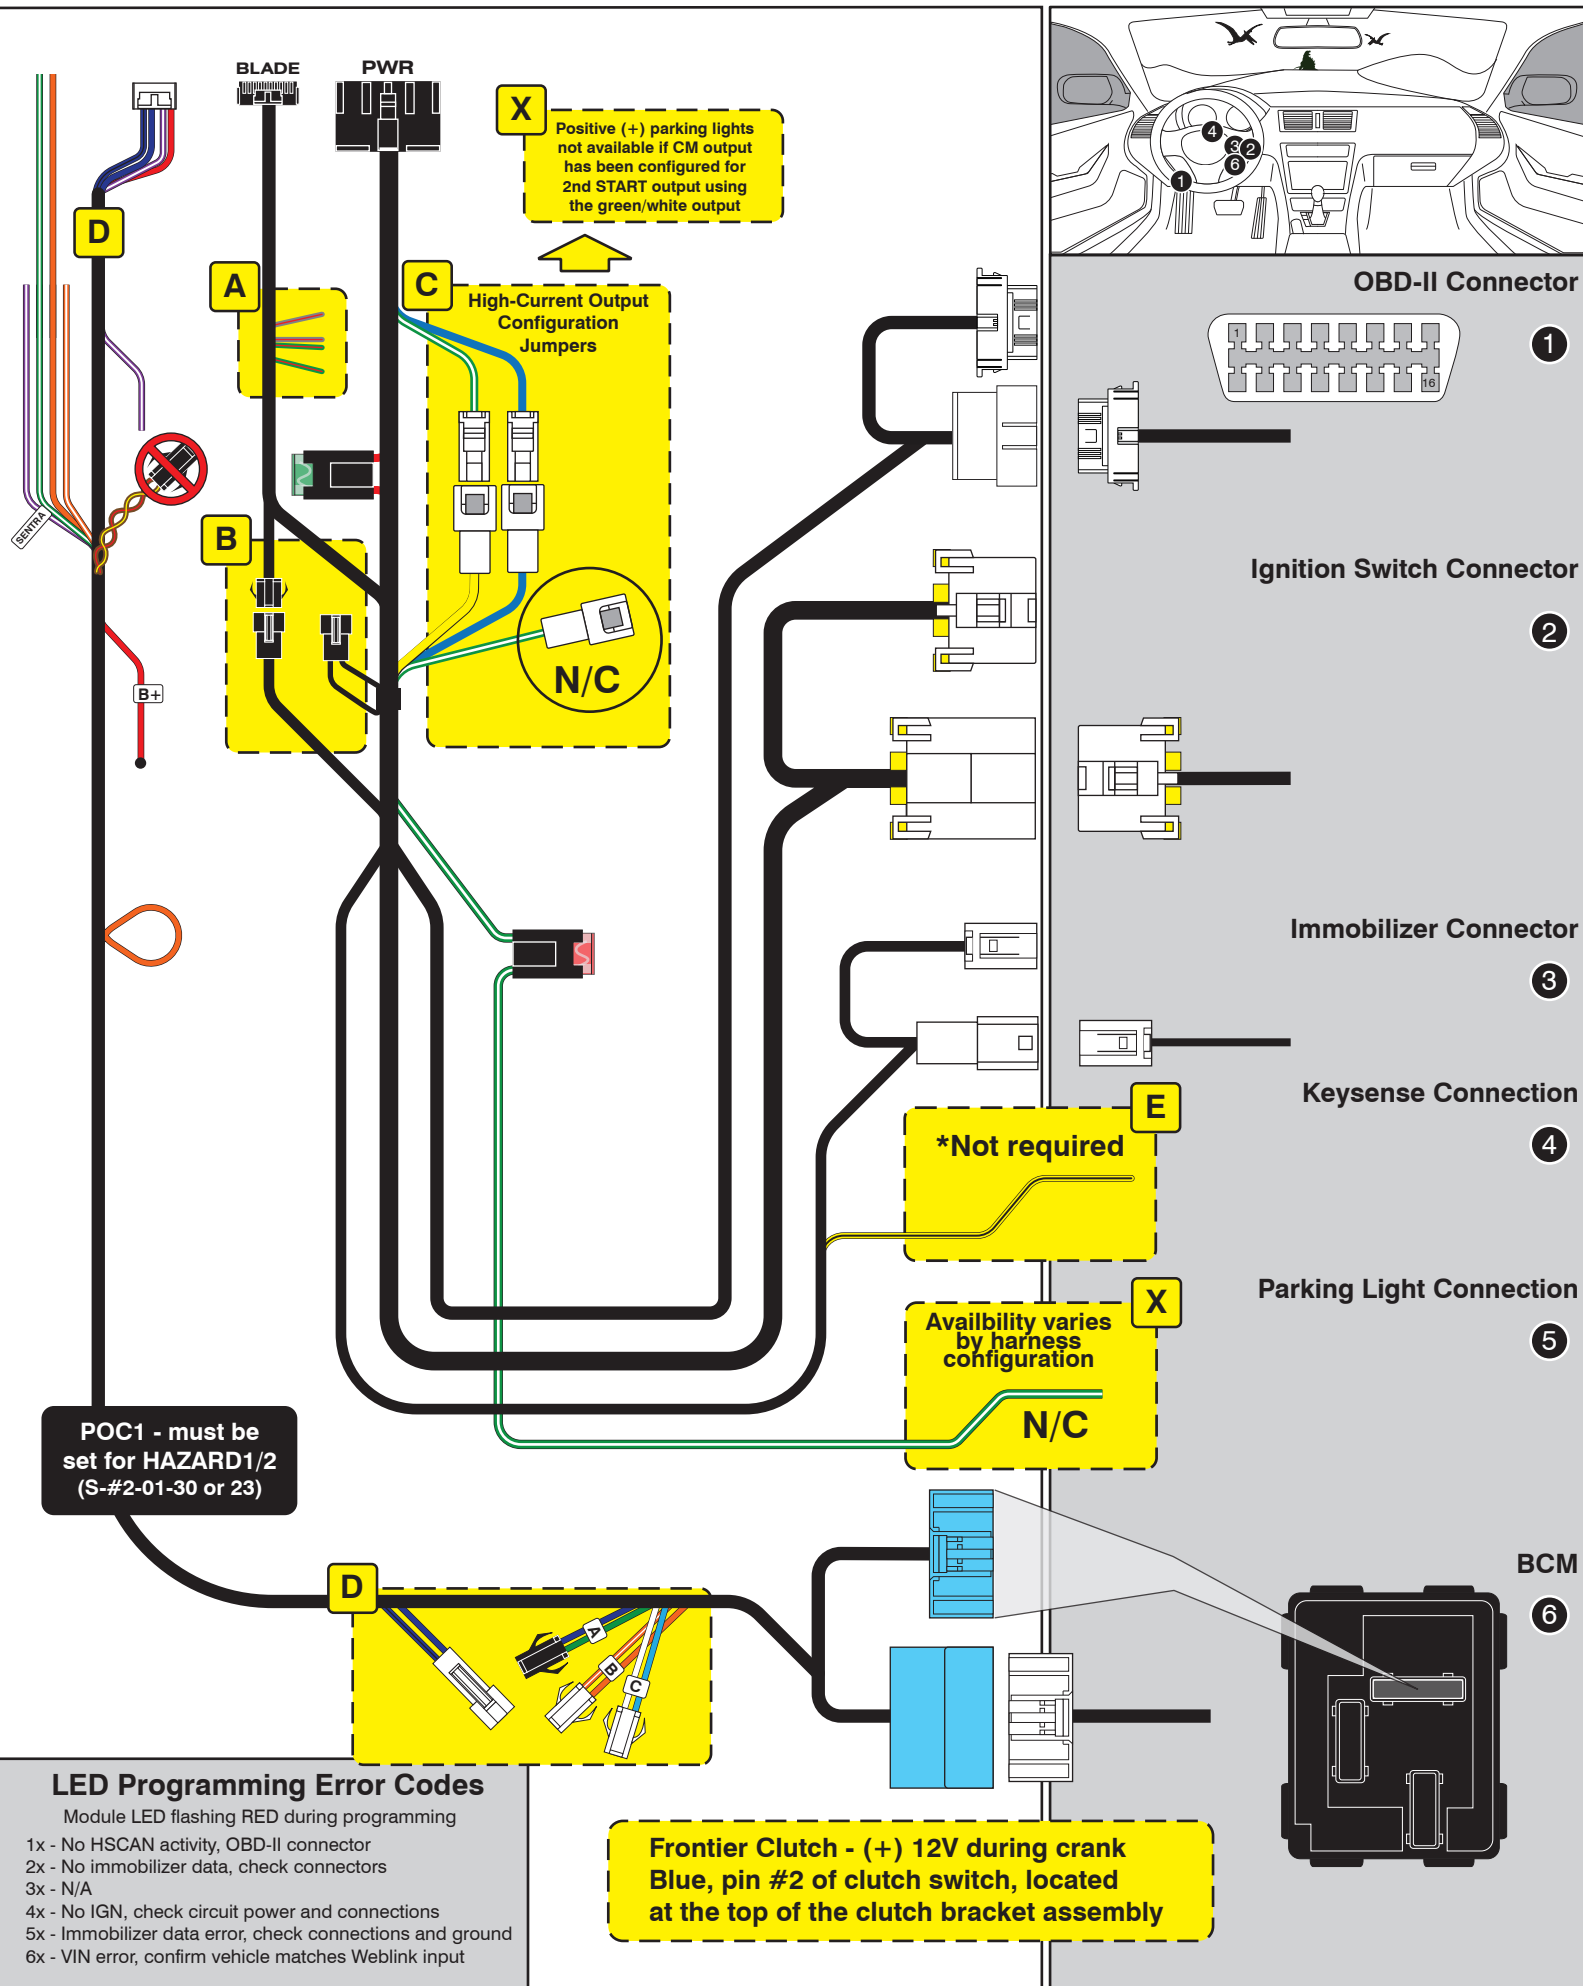 BLADE
PWR
X
Positive (+) parking lights
not available if CM output
has been configured for
2nd START output using
the green/white output
D
A
C
High-Current Output
Configuration
Jumpers
SENTRA
B
N/C
B+
4
3
2
6
1
OBD-II Connector
1
1
16
Ignition Switch Connector
2
Immobilizer Connector
3
Keysense Connection
4
E
*Not required
Parking Light Connection
5
X
Availbility varies
by harness
configuration
N/C
POC1 - must be
set for HAZARD1/2
(S-#2-01-30 or 23)
BCM
6
D
A
B
C
LED Programming Error Codes
Module LED flashing RED during programming
1x - No HSCAN activity, OBD-II connector
2x - No immobilizer data, check connectors
3x - N/A
4x - No IGN, check circuit power and connections
5x - Immobilizer data error, check connections and ground
6x - VIN error, confirm vehicle matches Weblink input
Frontier Clutch - (+) 12V during crank
Blue, pin #2 of clutch switch, located
at the top of the clutch bracket assembly